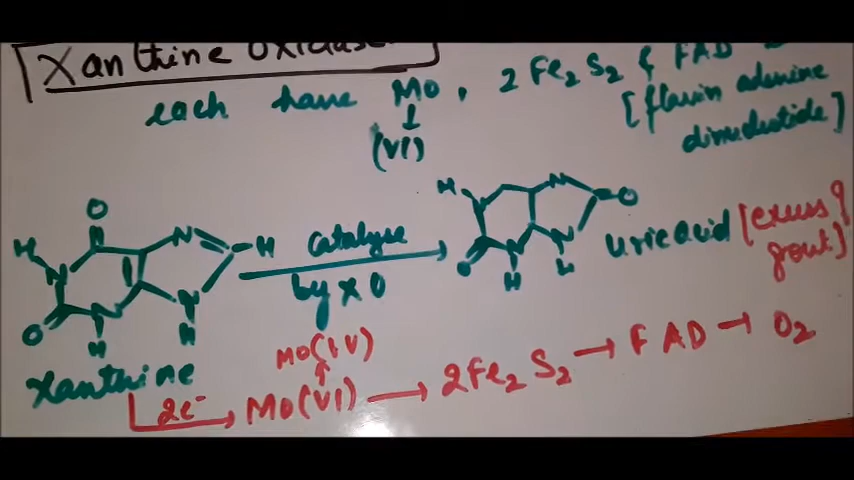 Xanthine Oxidase
each have Mo, 2 Fe2 S2 & FAD
(VI)
[flavin adenine
dinucleotide]
O
H N N H
O N N
H H
catalyse
by XO
H N N O
O N N
H H
uric acid [excess
gout]
Xanthine
Mo(IV)
2e- → Mo(VI) → 2Fe2 S2 → FAD → O2